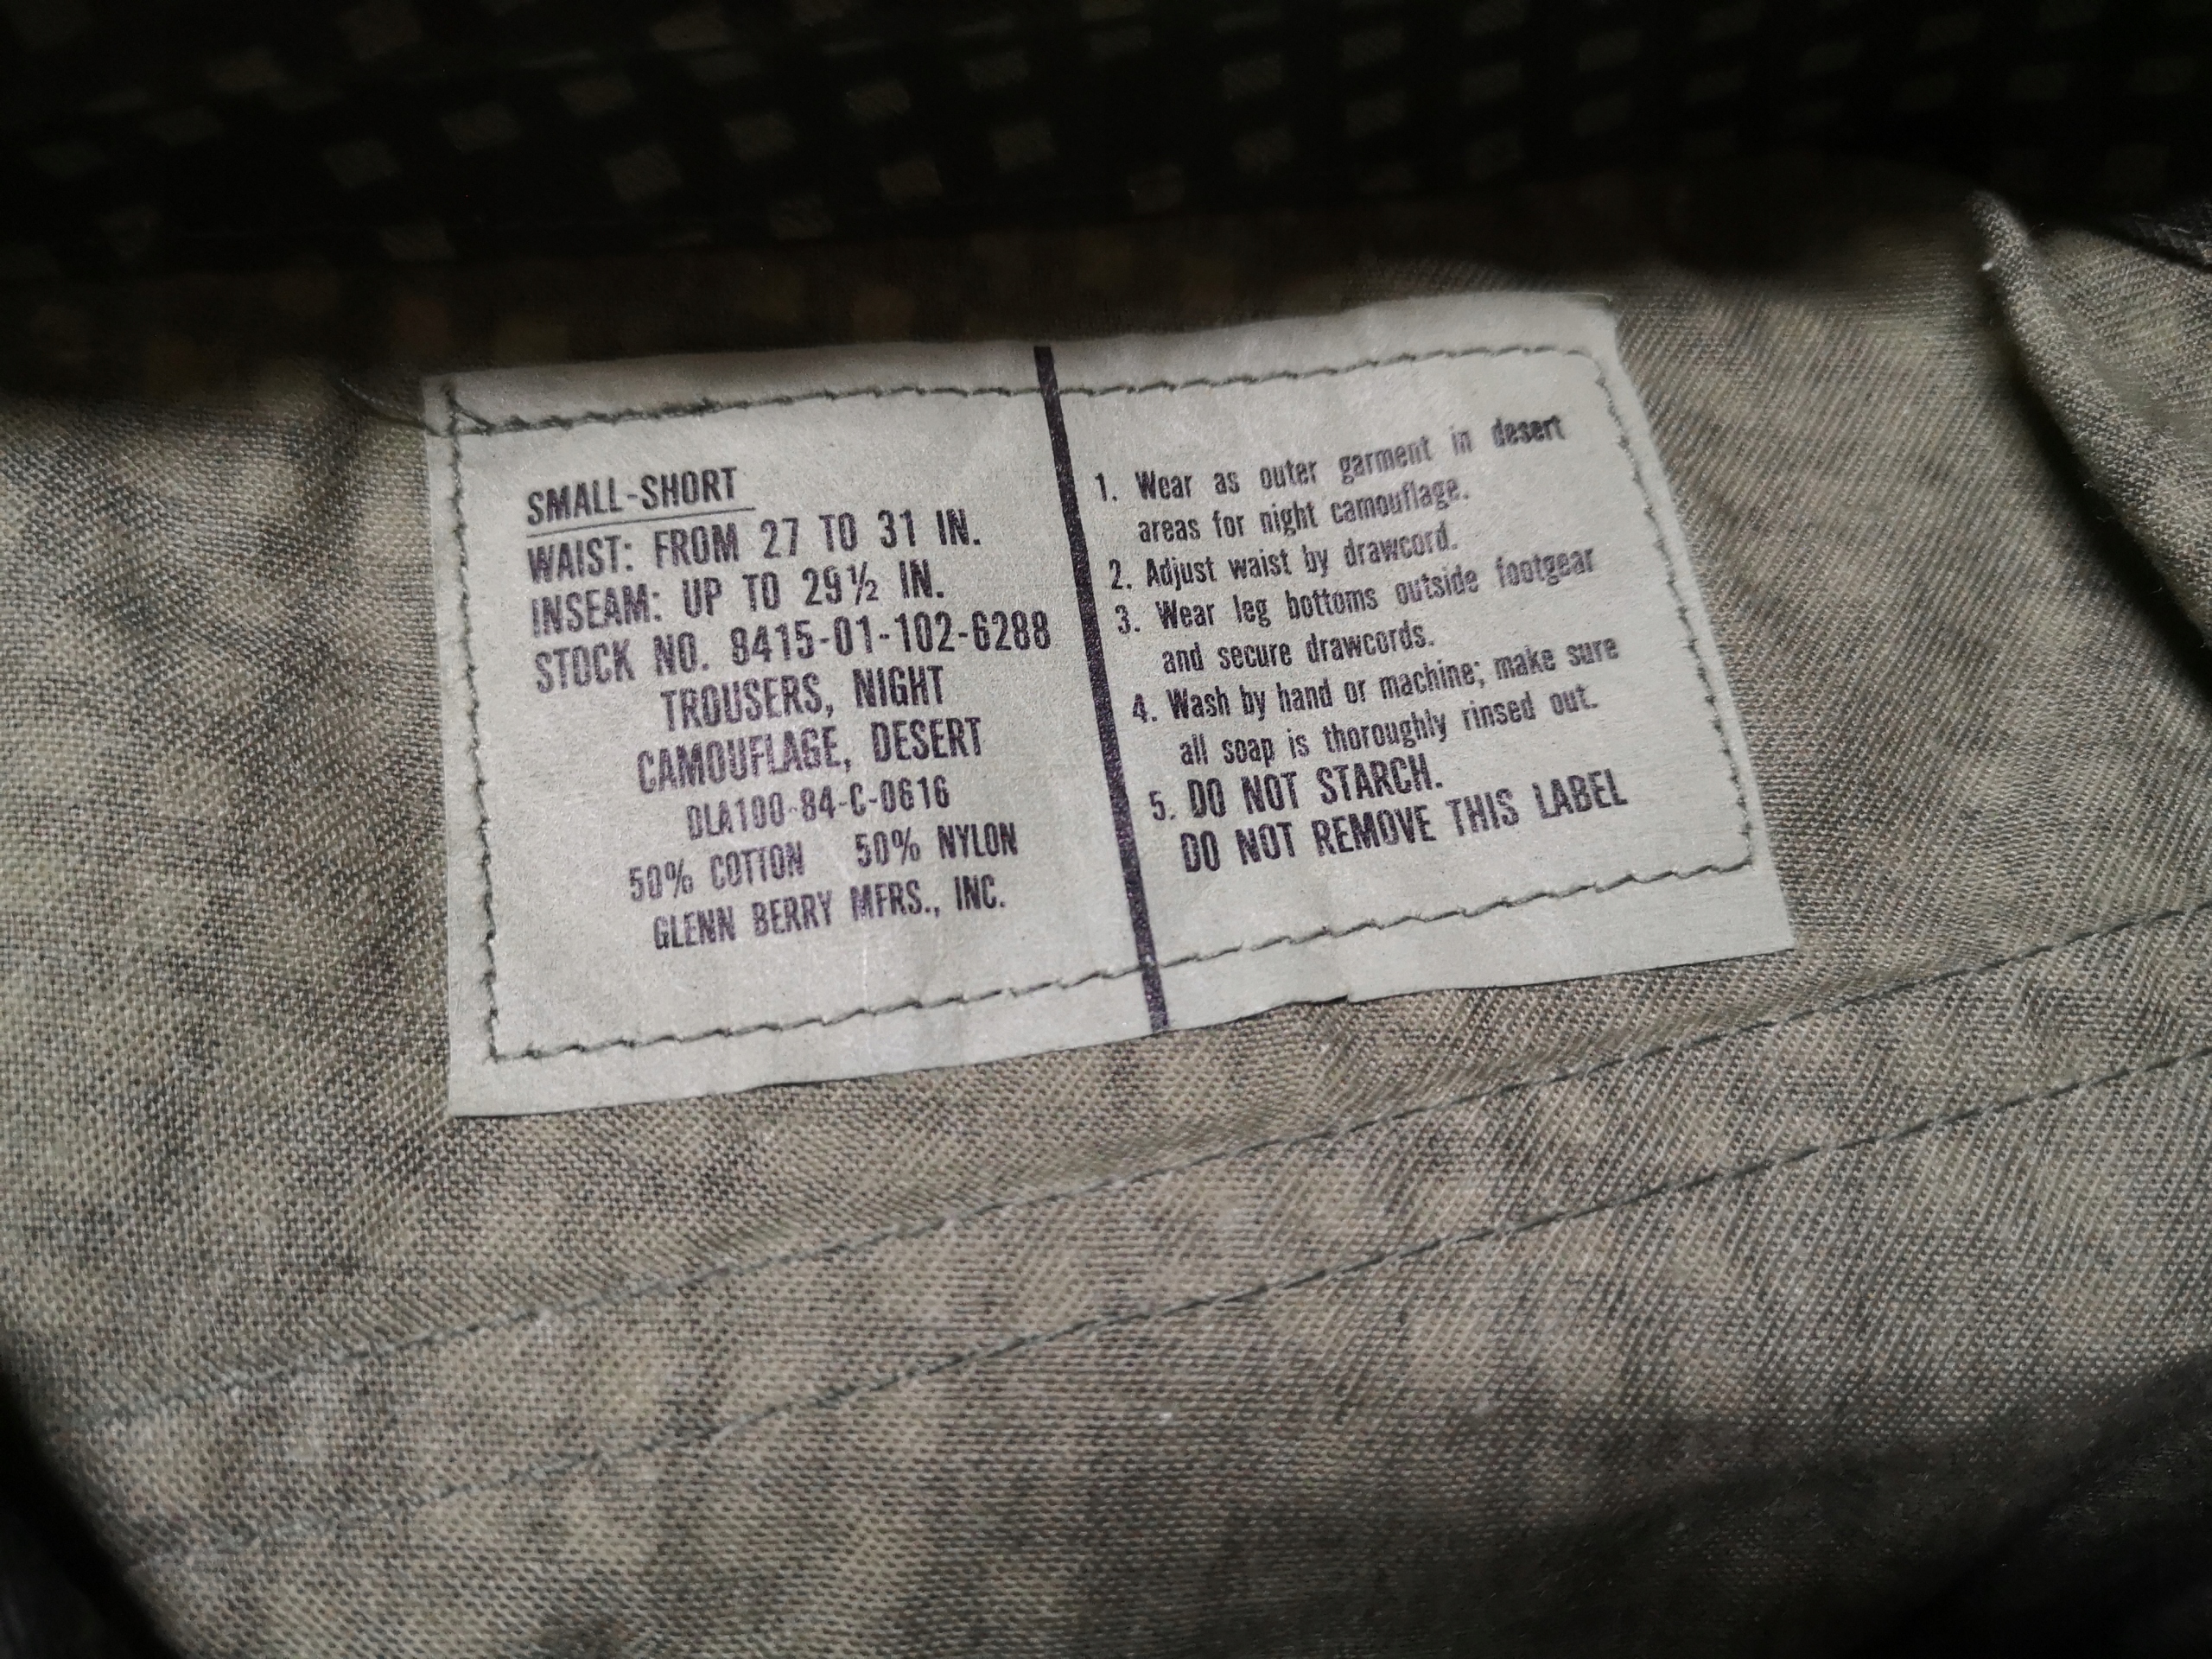 SMALL-SHORT
WAIST: FROM 27 TO 31 IN.
INSEAM: UP TO 29½ IN.
STOCK NO. 8415-01-102-6288
TROUSERS, NIGHT
CAMOUFLAGE, DESERT
DLA100-84-C-0616
50% COTTON 50% NYLON
GLENN BERRY MFRS., INC.
1. Wear as outer garment in desert
areas for night camouflage.
2. Adjust waist by drawcord.
3. Wear leg bottoms outside footgear
and secure drawcords.
4. Wash by hand or machine; make sure
all soap is thoroughly rinsed out.
5. DO NOT STARCH.
DO NOT REMOVE THIS LABEL